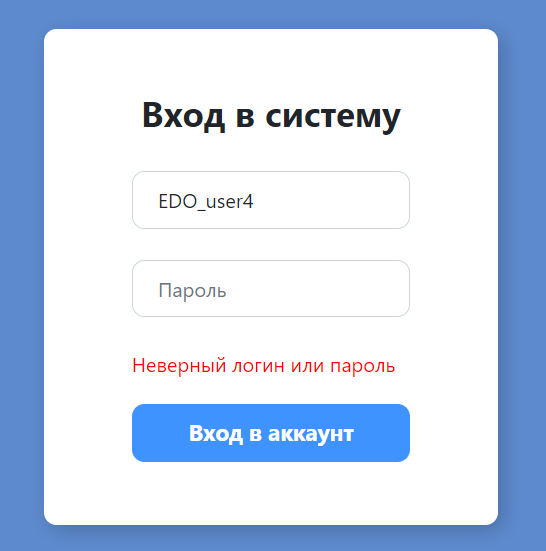 Вход в систему
EDO_user4
Пароль
Неверный логин или пароль
Вход в аккаунт